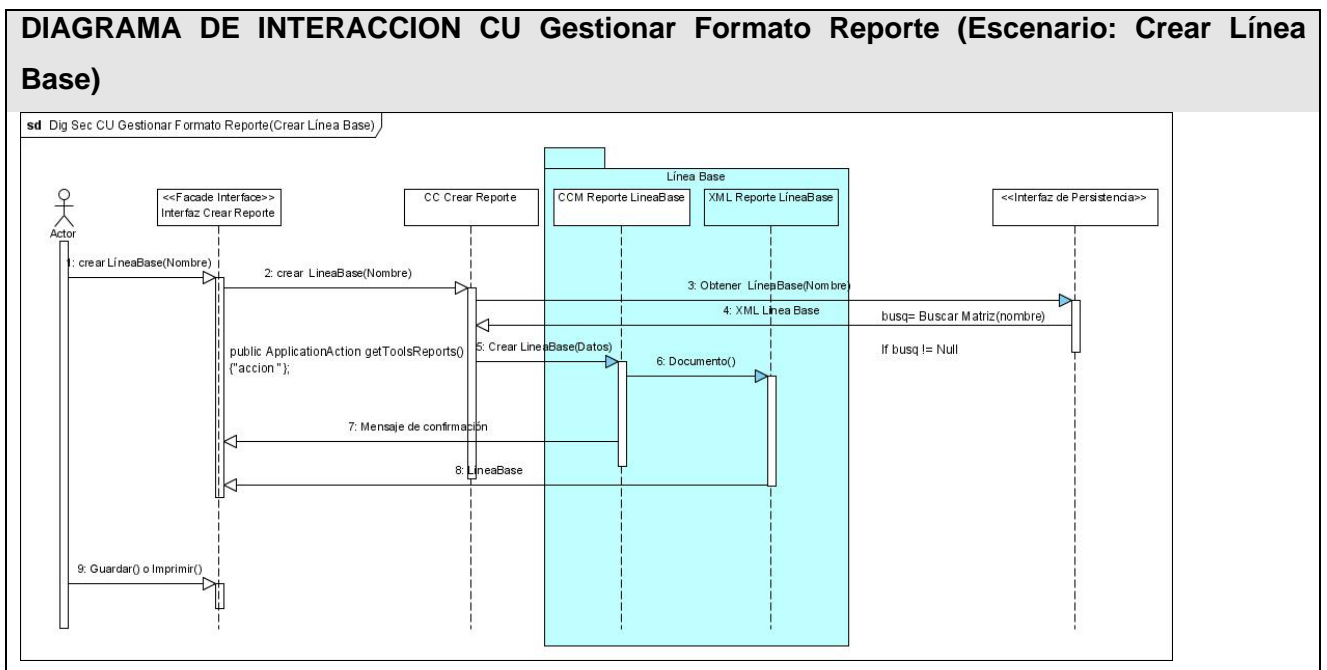 DIAGRAMA DE INTERACCION CU Gestionar Formato Reporte (Escenario: Crear Línea
Base)
sd Dig Sec CU Gestionar Formato Reporte(Crear Línea Base)
Línea Base
<<Facade Interface>>
Interfaz Crear Reporte
CC Crear Reporte
CCM Reporte LineaBase
XML Reporte LíneaBase
<<Interfaz de Persistencia>>
Actor
1: crearLíneaBase(Nombre)
2: crear LineaBase(Nombre)
3: Obtener LíneaBase(Nombre)
4: XML Linea Base
busq= Buscar Matriz(nombre)
public ApplicationAction getToolsReports()
{"accion "};
5: Crear LineaBase(Datos)
If busq != Null
6: Documento()
7: Mensaje de confirmación
8: LineaBase
9: Guardar() o Imprimir()